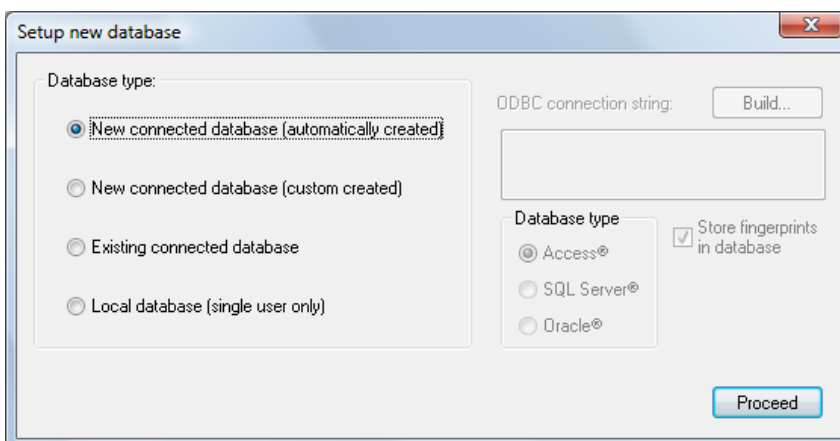 Setup new database
Database type:
New connected database (automatically created)
New connected database (custom created)
Existing connected database
Local database (single user only)
ODBC connection string:
Build...
Database type
Access®
SQL Server®
Oracle®
Store fingerprints
in database
Proceed